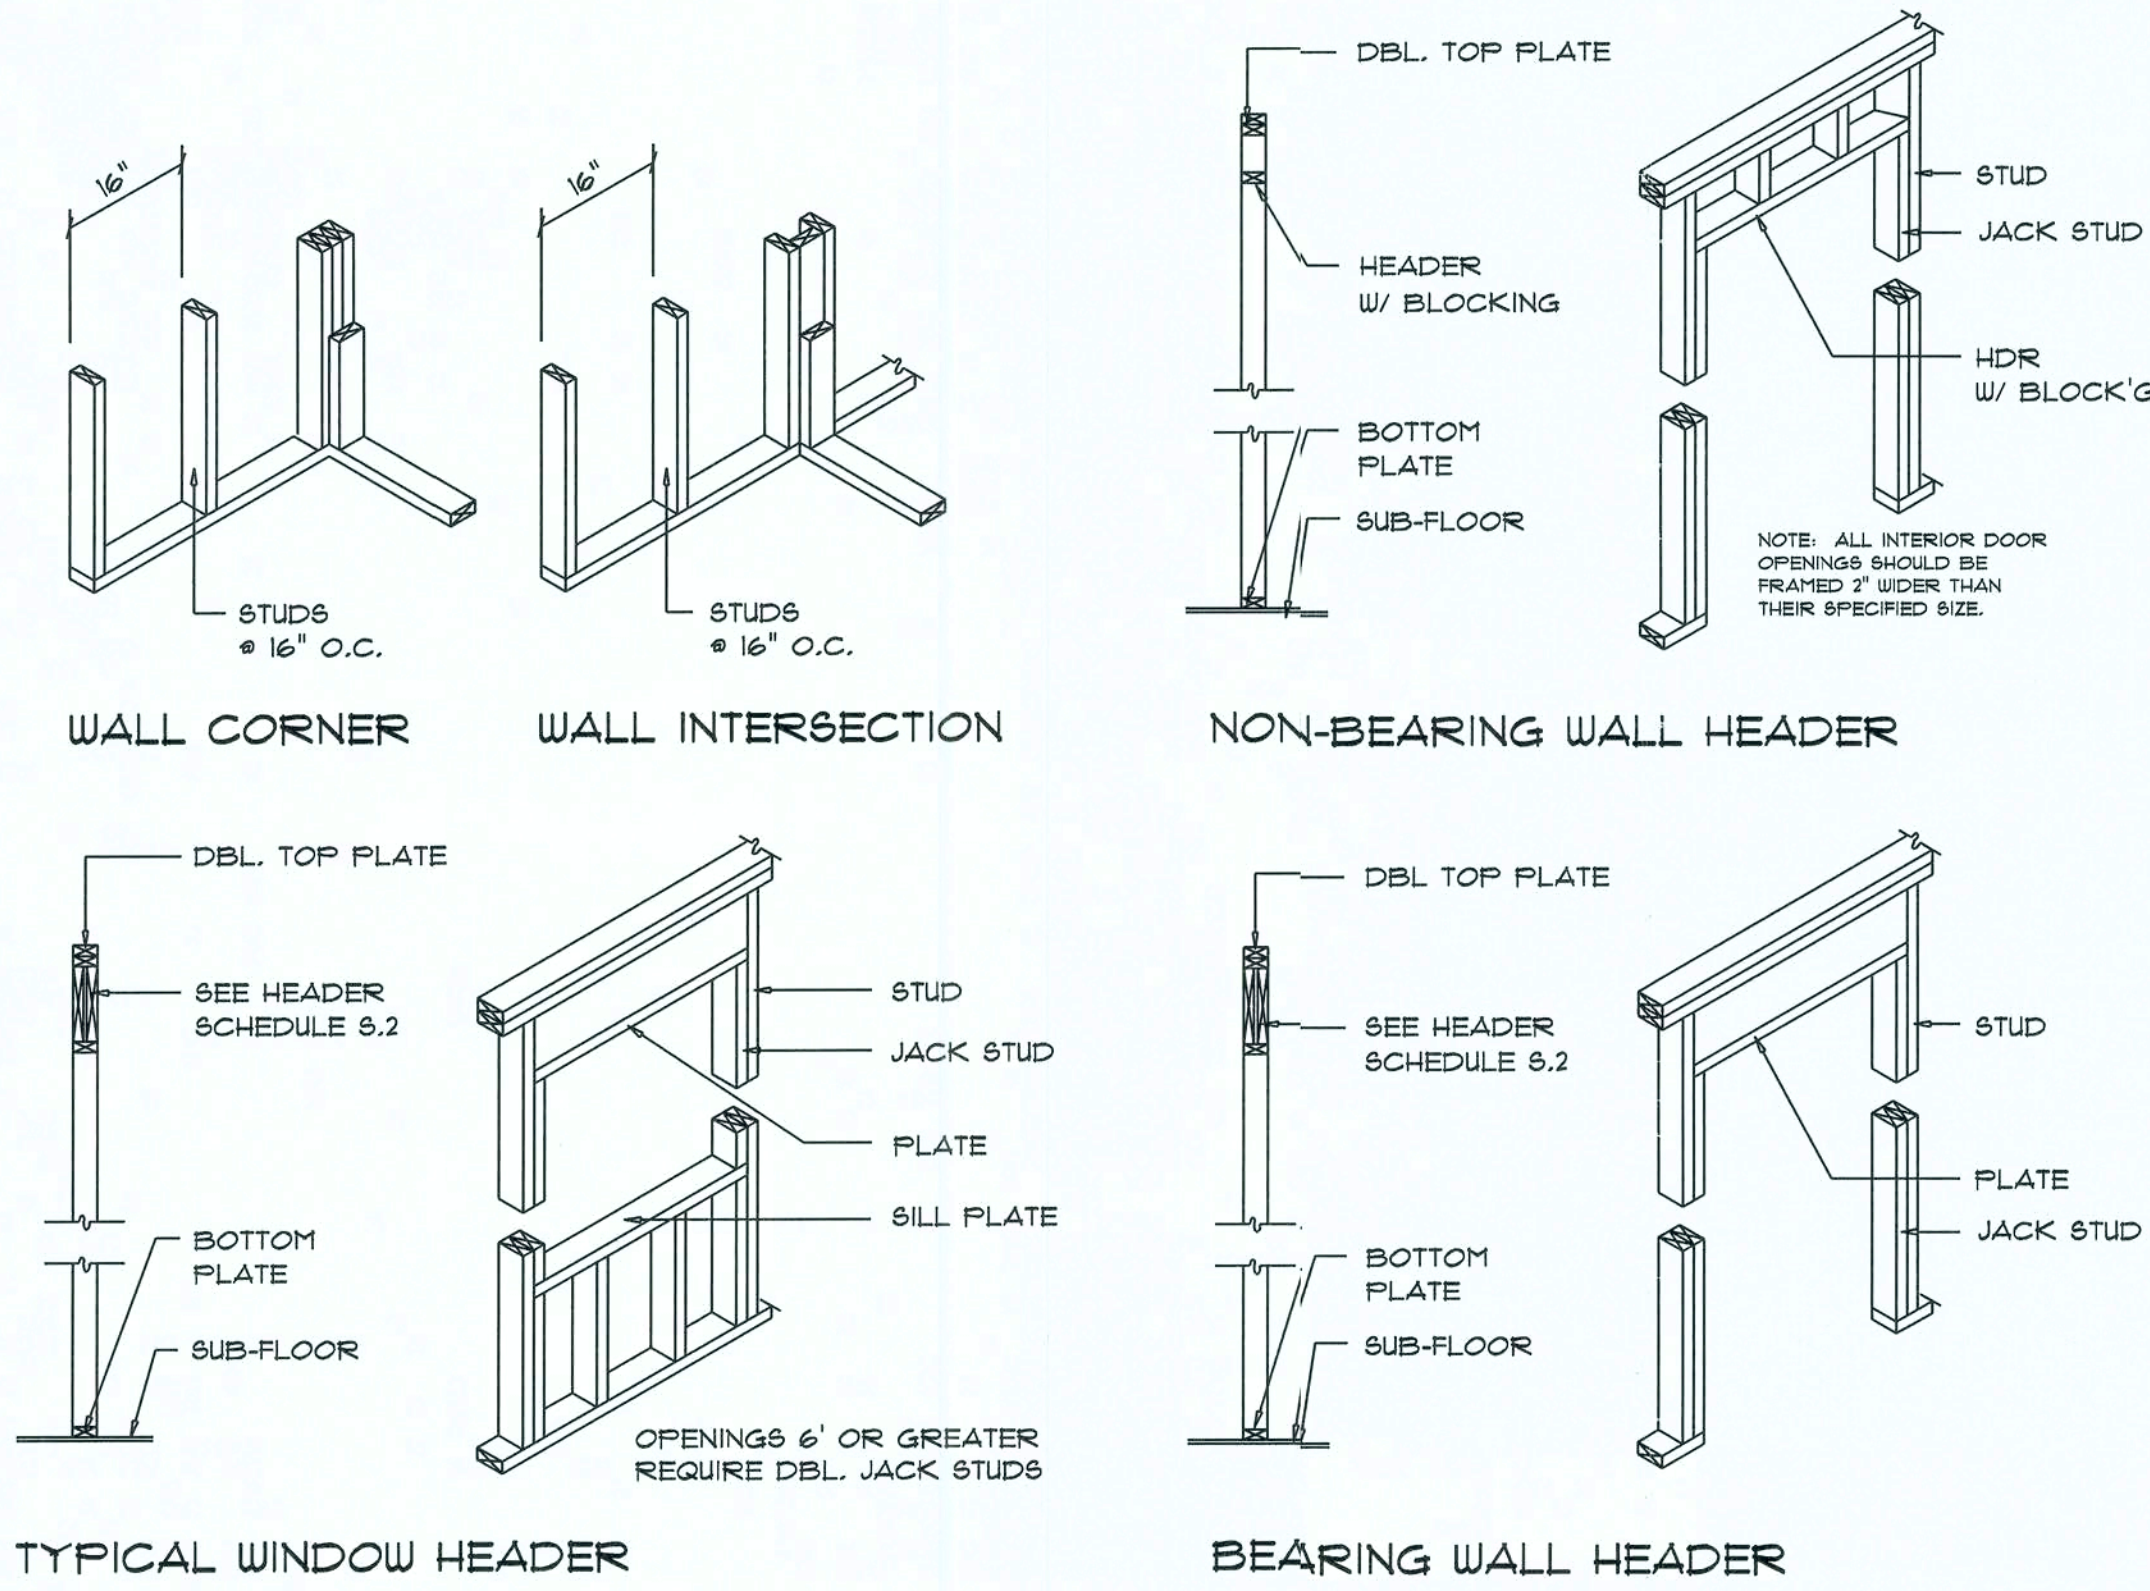 16"
STUDS
@ 16" O.C.
WALL CORNER
16"
STUDS
@ 16" O.C.
WALL INTERSECTION
DBL. TOP PLATE
HEADER
W/ BLOCKING
BOTTOM
PLATE
SUB-FLOOR
STUD
JACK STUD
HDR
W/ BLOCK'G
NOTE: ALL INTERIOR DOOR
OPENINGS SHOULD BE
FRAMED 2" WIDER THAN
THEIR SPECIFIED SIZE.
NON-BEARING WALL HEADER
DBL. TOP PLATE
SEE HEADER
SCHEDULE S.2
BOTTOM
PLATE
SUB-FLOOR
STUD
JACK STUD
PLATE
SILL PLATE
OPENINGS 6' OR GREATER
REQUIRE DBL. JACK STUDS
TYPICAL WINDOW HEADER
DBL TOP PLATE
SEE HEADER
SCHEDULE S.2
BOTTOM
PLATE
SUB-FLOOR
STUD
PLATE
JACK STUD
BEARING WALL HEADER